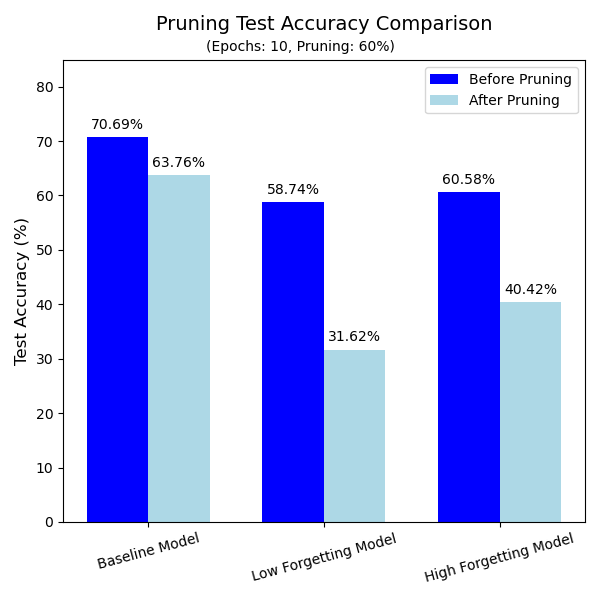 Pruning Test Accuracy Comparison
(Epochs: 10, Pruning: 60%)
Before Pruning
After Pruning
Test Accuracy (%)
80
70
60
50
40
30
20
10
0
70.69%
63.76%
58.74%
31.62%
60.58%
40.42%
Baseline Model
Low Forgetting Model
High Forgetting Model